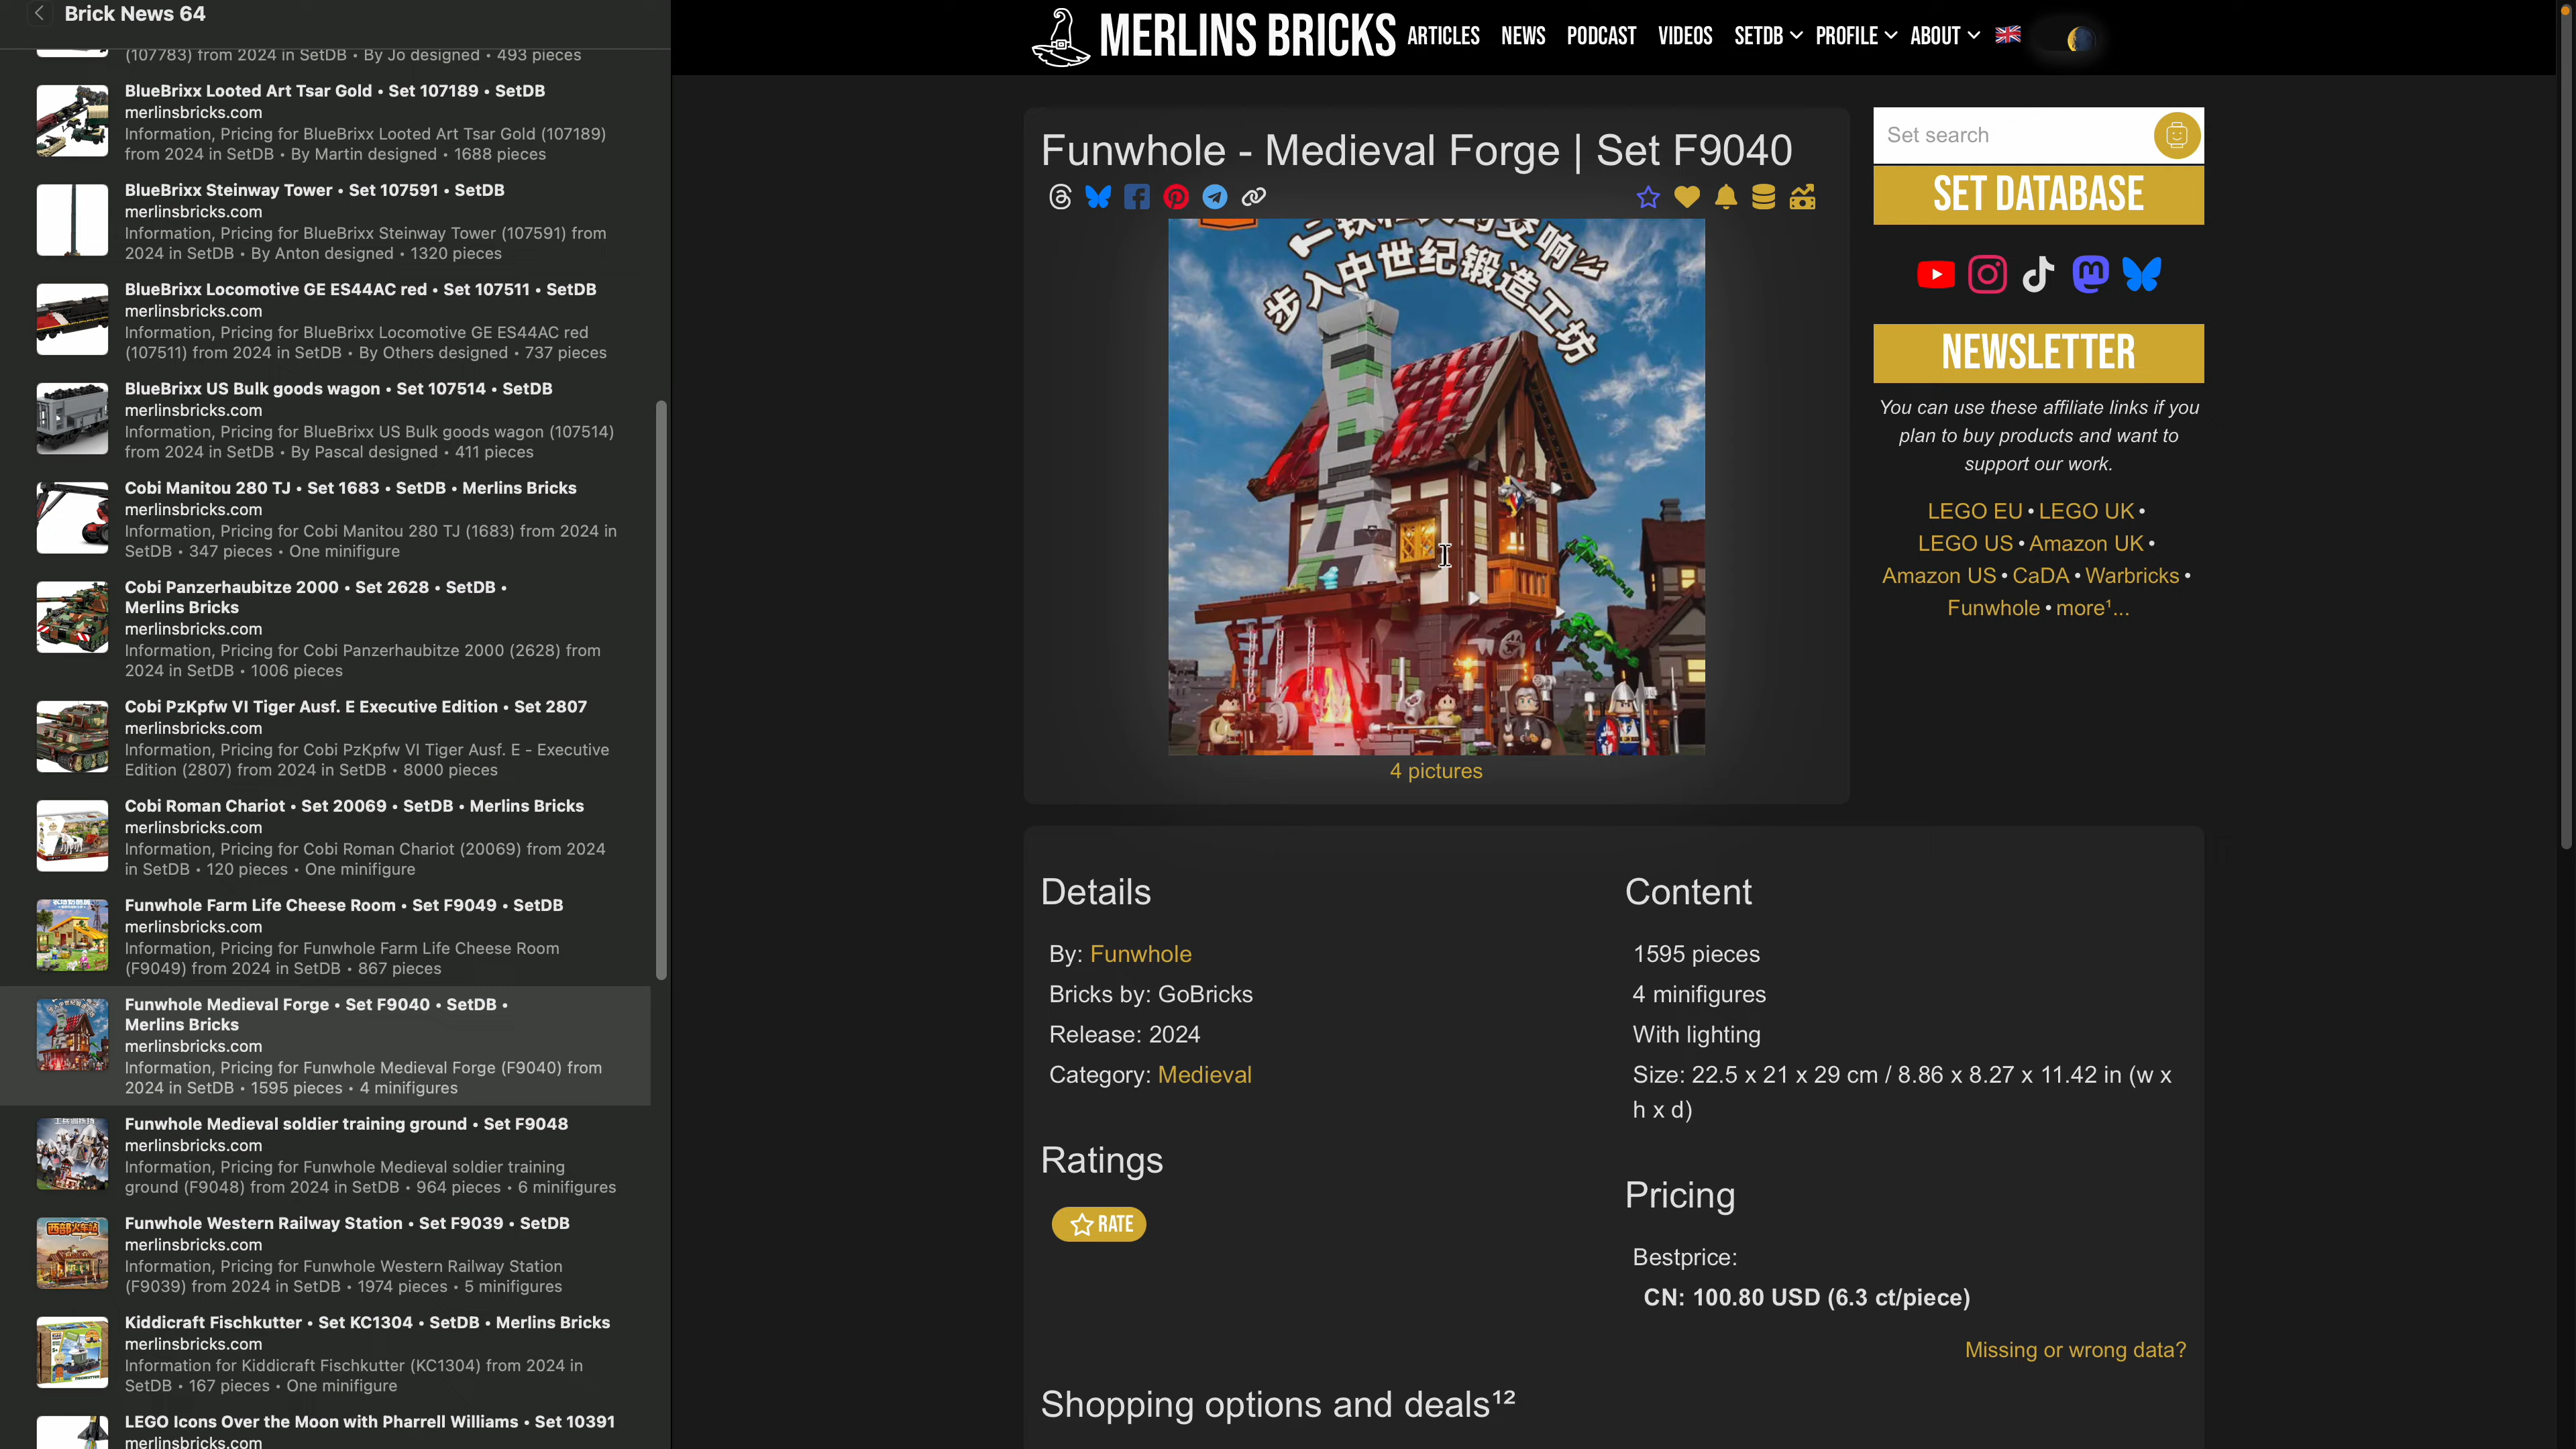 Brick News 64
(107783) from 2024 in SetDB • By Jo designed • 493 pieces
BlueBrixx Looted Art Tsar Gold • Set 107189 • SetDB
merlinsbricks.com
Information, Pricing for BlueBrixx Looted Art Tsar Gold (107189)
from 2024 in SetDB • By Martin designed • 1688 pieces
BlueBrixx Steinway Tower • Set 107591 • SetDB
merlinsbricks.com
Information, Pricing for BlueBrixx Steinway Tower (107591) from
2024 in SetDB • By Anton designed • 1320 pieces
BlueBrixx Locomotive GE ES44AC red • Set 107511 • SetDB
merlinsbricks.com
Information, Pricing for BlueBrixx Locomotive GE ES44AC red
(107511) from 2024 in SetDB • By Others designed • 737 pieces
BlueBrixx US Bulk goods wagon • Set 107514 • SetDB
merlinsbricks.com
Information, Pricing for BlueBrixx US Bulk goods wagon (107514)
from 2024 in SetDB • By Pascal designed • 411 pieces
Cobi Manitou 280 TJ • Set 1683 • SetDB • Merlins Bricks
merlinsbricks.com
Information, Pricing for Cobi Manitou 280 TJ (1683) from 2024 in
SetDB • 347 pieces • One minifigure
Cobi Panzerhaubitze 2000 • Set 2628 • SetDB •
Merlins Bricks
merlinsbricks.com
Information, Pricing for Cobi Panzerhaubitze 2000 (2628) from
2024 in SetDB • 1006 pieces
Cobi PzKpfw VI Tiger Ausf. E Executive Edition • Set 2807
merlinsbricks.com
Information, Pricing for Cobi PzKpfw VI Tiger Ausf. E - Executive
Edition (2807) from 2024 in SetDB • 8000 pieces
Cobi Roman Chariot • Set 20069 • SetDB • Merlins Bricks
merlinsbricks.com
Information, Pricing for Cobi Roman Chariot (20069) from 2024
in SetDB • 120 pieces • One minifigure
Funwhole Farm Life Cheese Room • Set F9049 • SetDB
merlinsbricks.com
Information, Pricing for Funwhole Farm Life Cheese Room
(F9049) from 2024 in SetDB • 867 pieces
Funwhole Medieval Forge • Set F9040 • SetDB •
Merlins Bricks
merlinsbricks.com
Information, Pricing for Funwhole Medieval Forge (F9040) from
2024 in SetDB • 1595 pieces • 4 minifigures
Funwhole Medieval soldier training ground • Set F9048
merlinsbricks.com
Information, Pricing for Funwhole Medieval soldier training
ground (F9048) from 2024 in SetDB • 964 pieces • 6 minifigures
西部火车站
Funwhole Western Railway Station • Set F9039 • SetDB
merlinsbricks.com
Information, Pricing for Funwhole Western Railway Station
(F9039) from 2024 in SetDB • 1974 pieces • 5 minifigures
Kiddicraft Fischkutter • Set KC1304 • SetDB • Merlins Bricks
merlinsbricks.com
Information for Kiddicraft Fischkutter (KC1304) from 2024 in
SetDB • 167 pieces • One minifigure
LEGO Icons Over the Moon with Pharrell Williams • Set 10391
merlinsbricks.com
MERLINS BRICKS ARTICLES NEWS PODCAST VIDEOS SETDB PROFILE ABOUT
Funwhole - Medieval Forge | Set F9040
步入中世纪锻造工坊
4 pictures
Set search
SET DATABASE
NEWSLETTER
You can use these affiliate links if you
plan to buy products and want to
support our work.
LEGO EU • LEGO UK •
LEGO US • Amazon UK •
Amazon US • CaDA • Warbricks •
Funwhole • more¹...
Details
By: Funwhole
Bricks by: GoBricks
Release: 2024
Category: Medieval
Ratings
RATE
Content
1595 pieces
4 minifigures
With lighting
Size: 22.5 x 21 x 29 cm / 8.86 x 8.27 x 11.42 in (w x
h x d)
Pricing
Bestprice:
CN: 100.80 USD (6.3 ct/piece)
Missing or wrong data?
Shopping options and deals¹²